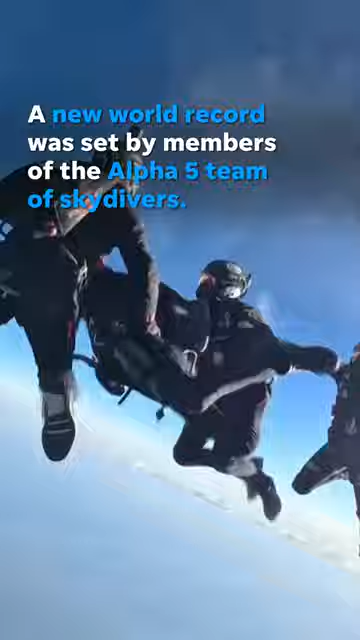 A new world record
was set by members
of the Alpha 5 team
of skydivers.